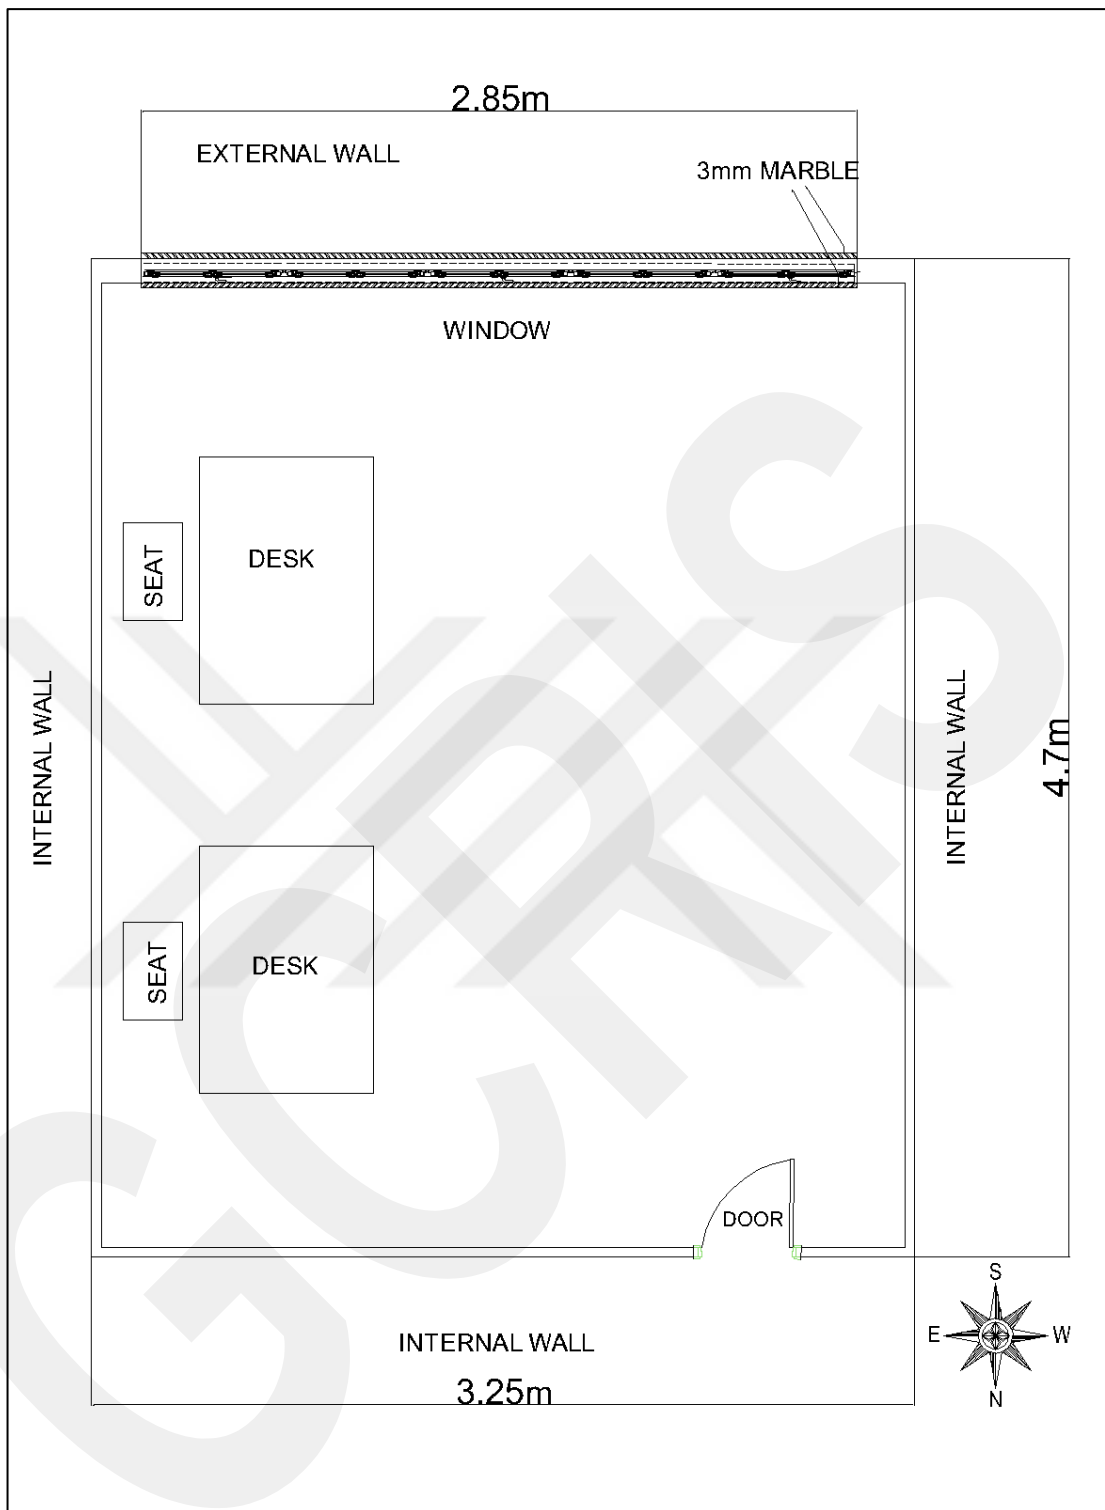 2.85m
EXTERNAL WALL
3mm MARBLE
WINDOW
DESK
SEAT
INTERNAL WALL
INTERNAL WALL
4.7m
DESK
SEAT
DOOR
S
E
W
N
INTERNAL WALL
3.25m
GCRIS